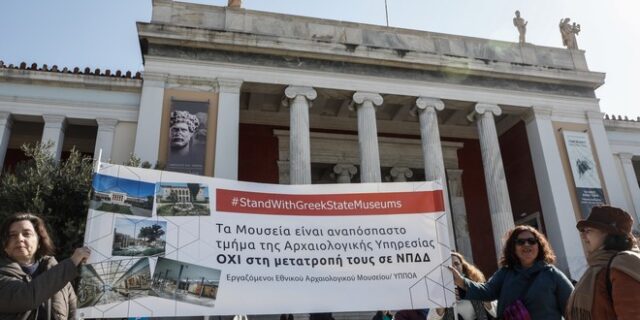 #StandWithGreekStateMuseums
Τα Μουσεία είναι αναπόσπαστο
τμήμα της Αρχαιολογικής Υπηρεσίας
ΟΧΙ στη μετατροπή τους σε ΝΠΔΔ
Εργαζόμενοι Εθνικού Αρχαιολογικού Μουσείου/ ΥΠΠΟΑ